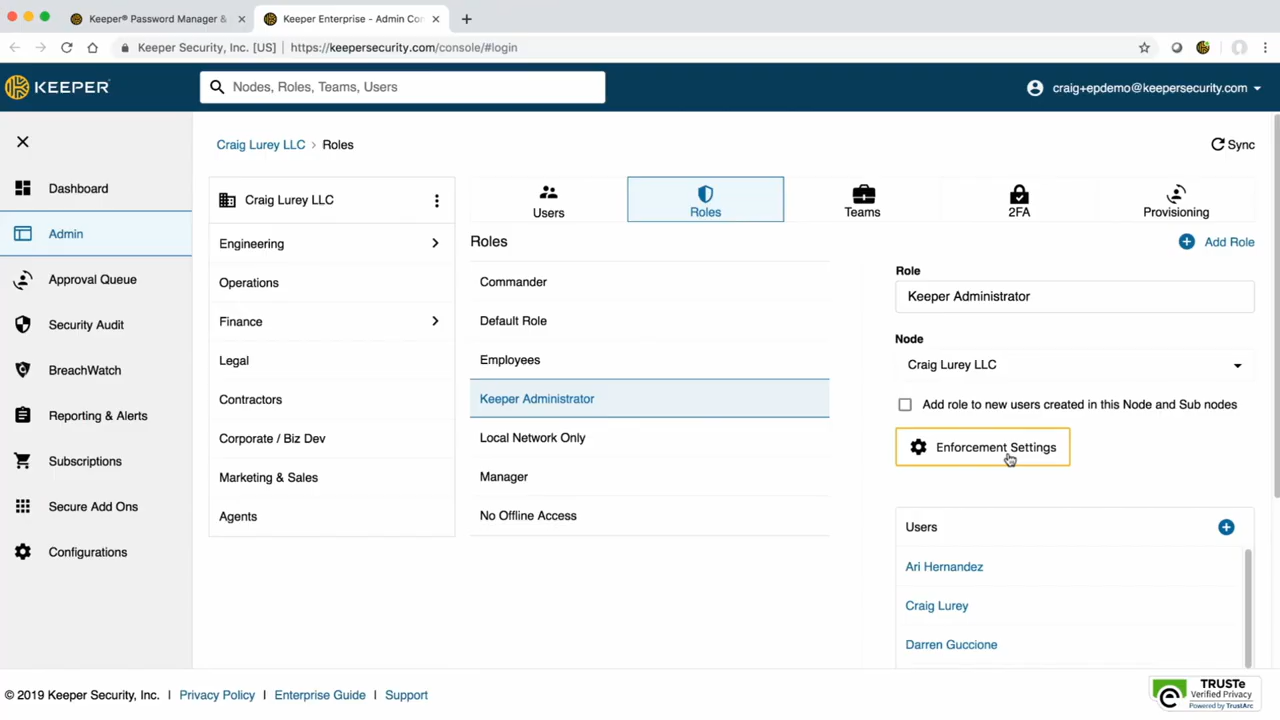 Keeper® Password Manager &
Keeper Enterprise - Admin Con
Keeper Security, Inc. [US] | https://keepersecurity.com/console/#login
KEEPER
Nodes, Roles, Teams, Users
craig+epdemo@keepersecurity.com
Dashboard
Admin
Approval Queue
Security Audit
BreachWatch
Reporting & Alerts
Subscriptions
Secure Add Ons
Configurations
Craig Lurey LLC > Roles
Sync
Craig Lurey LLC
Engineering
Operations
Finance
Legal
Contractors
Corporate / Biz Dev
Marketing & Sales
Agents
Users
Roles
Teams
2FA
Provisioning
Roles
Commander
Default Role
Employees
Keeper Administrator
Local Network Only
Manager
No Offline Access
Add Role
Role
Keeper Administrator
Node
Craig Lurey LLC
Add role to new users created in this Node and Sub nodes
Enforcement Settings
Users
Ari Hernandez
Craig Lurey
Darren Guccione
© 2019 Keeper Security, Inc. | Privacy Policy | Enterprise Guide | Support
TRUSTe
Verified Privacy
Powered by TrustArc